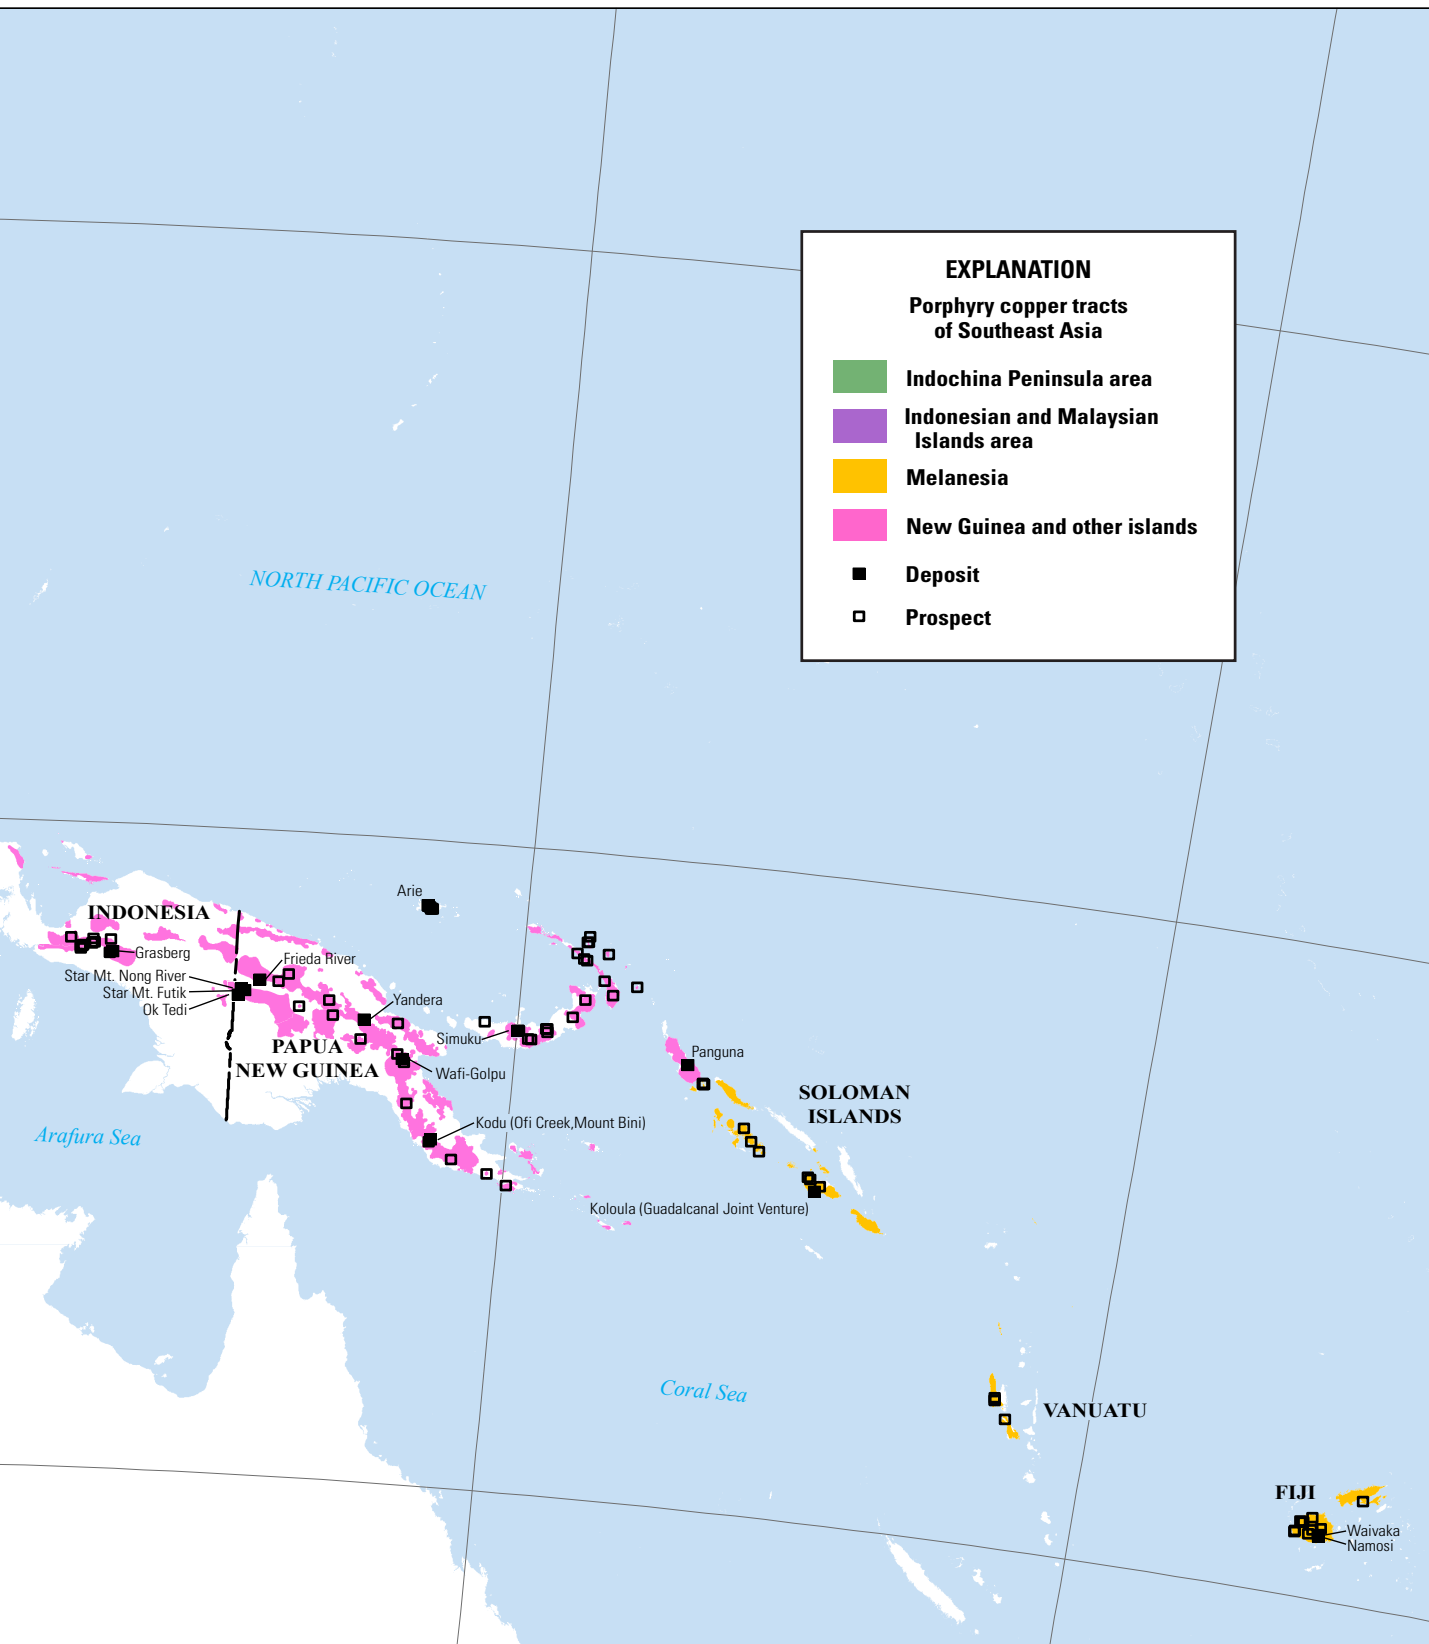 EXPLANATION
Porphyry copper tracts
of Southeast Asia
Indochina Peninsula area
Indonesian and Malaysian
Islands area
Melanesia
New Guinea and other islands
Deposit
Prospect
NORTH PACIFIC OCEAN
Arie
INDONESIA
Grasberg
Frieda River
Star Mt. Nong River
Star Mt. Futik
Ok Tedi
Yandera
Simuku
PAPUA
NEW GUINEA
Wafi-Golpu
Panguna
SOLOMAN
ISLANDS
Kodu (Ofi Creek,Mount Bini)
Arafura Sea
Koloula (Guadalcanal Joint Venture)
Coral Sea
VANUATU
FIJI
Waivaka
Namosi